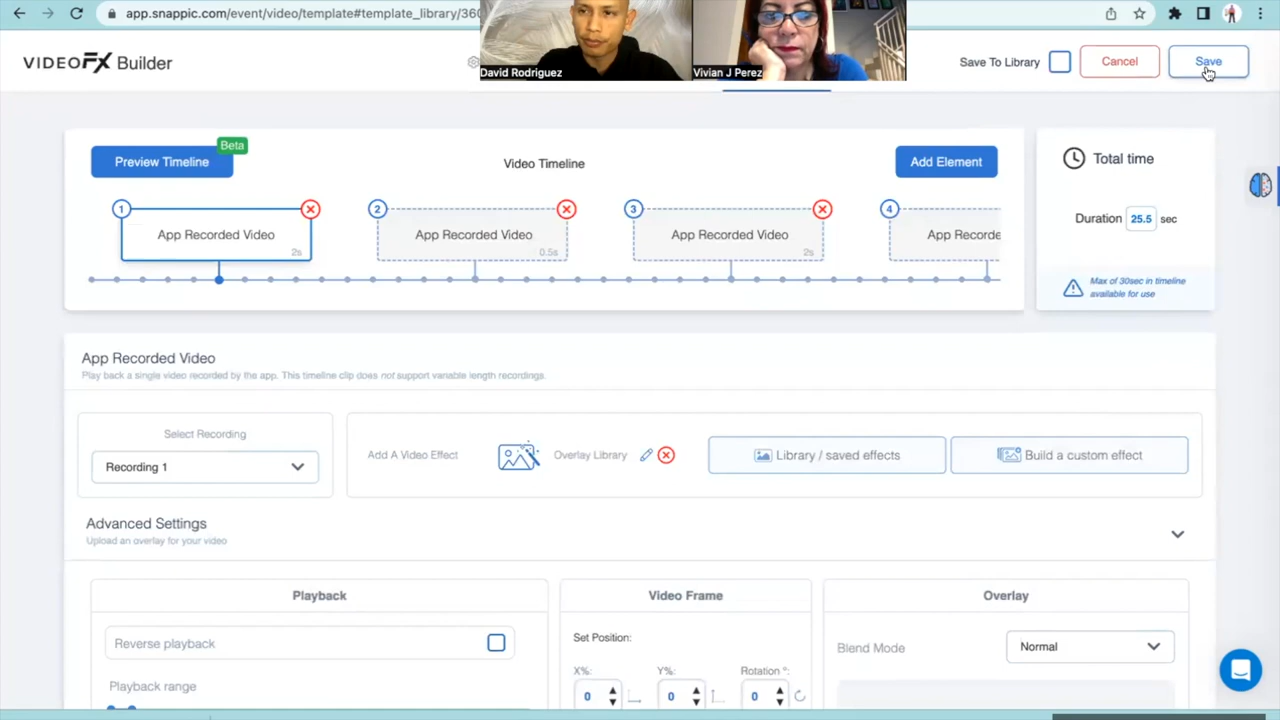 app.snappic.com/event/video/template#template_library/360
David Rodriguez
Vivian J Perez
VIDEOFX Builder
Save To Library
Cancel
Save
Preview Timeline
Beta
Video Timeline
Add Element
Total time
1
App Recorded Video
2s
2
App Recorded Video
0.5s
3
App Recorded Video
2s
4
App Recorde
Duration 25.5 sec
Max of 30sec in timeline
available for use
App Recorded Video
Play back a single video recorded by the app. This timeline clip does not support variable length recordings.
Select Recording
Recording 1
Add A Video Effect
Overlay Library
Library / saved effects
Build a custom effect
Advanced Settings
Upload an overlay for your video
Playback
Video Frame
Overlay
Reverse playback
Set Position:
Blend Mode
Normal
X%:
Y%:
Rotation °:
Playback range
0
0
0